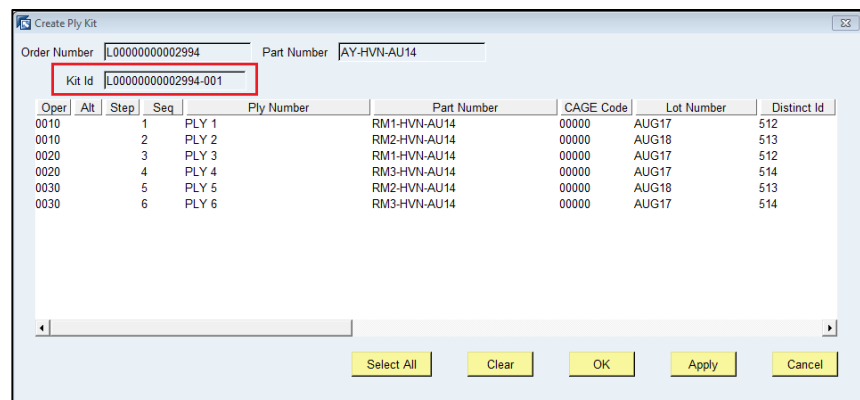 Create Ply Kit
Order Number L00000000002994 Part Number AY-HVN-AU14
Kit Id L00000000002994-001
Oper Alt Step Seq Ply Number Part Number CAGE Code Lot Number Distinct Id
0010 1 PLY 1 RM1-HVN-AU14 00000 AUG17 512
0010 2 PLY 2 RM2-HVN-AU14 00000 AUG18 513
0020 3 PLY 3 RM1-HVN-AU14 00000 AUG17 512
0020 4 PLY 4 RM3-HVN-AU14 00000 AUG17 514
0030 5 PLY 5 RM2-HVN-AU14 00000 AUG18 513
0030 6 PLY 6 RM3-HVN-AU14 00000 AUG17 514
Select All Clear OK Apply Cancel